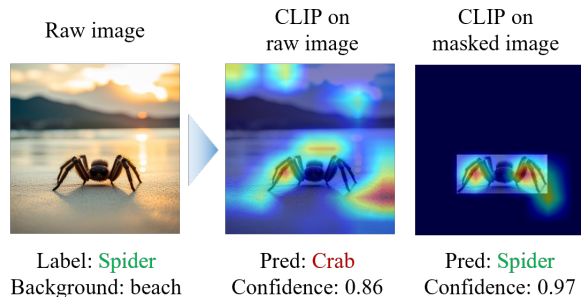 Raw image
CLIP on
raw image
CLIP on
masked image
Label: Spider
Background: beach
Pred: Crab
Confidence: 0.86
Pred: Spider
Confidence: 0.97